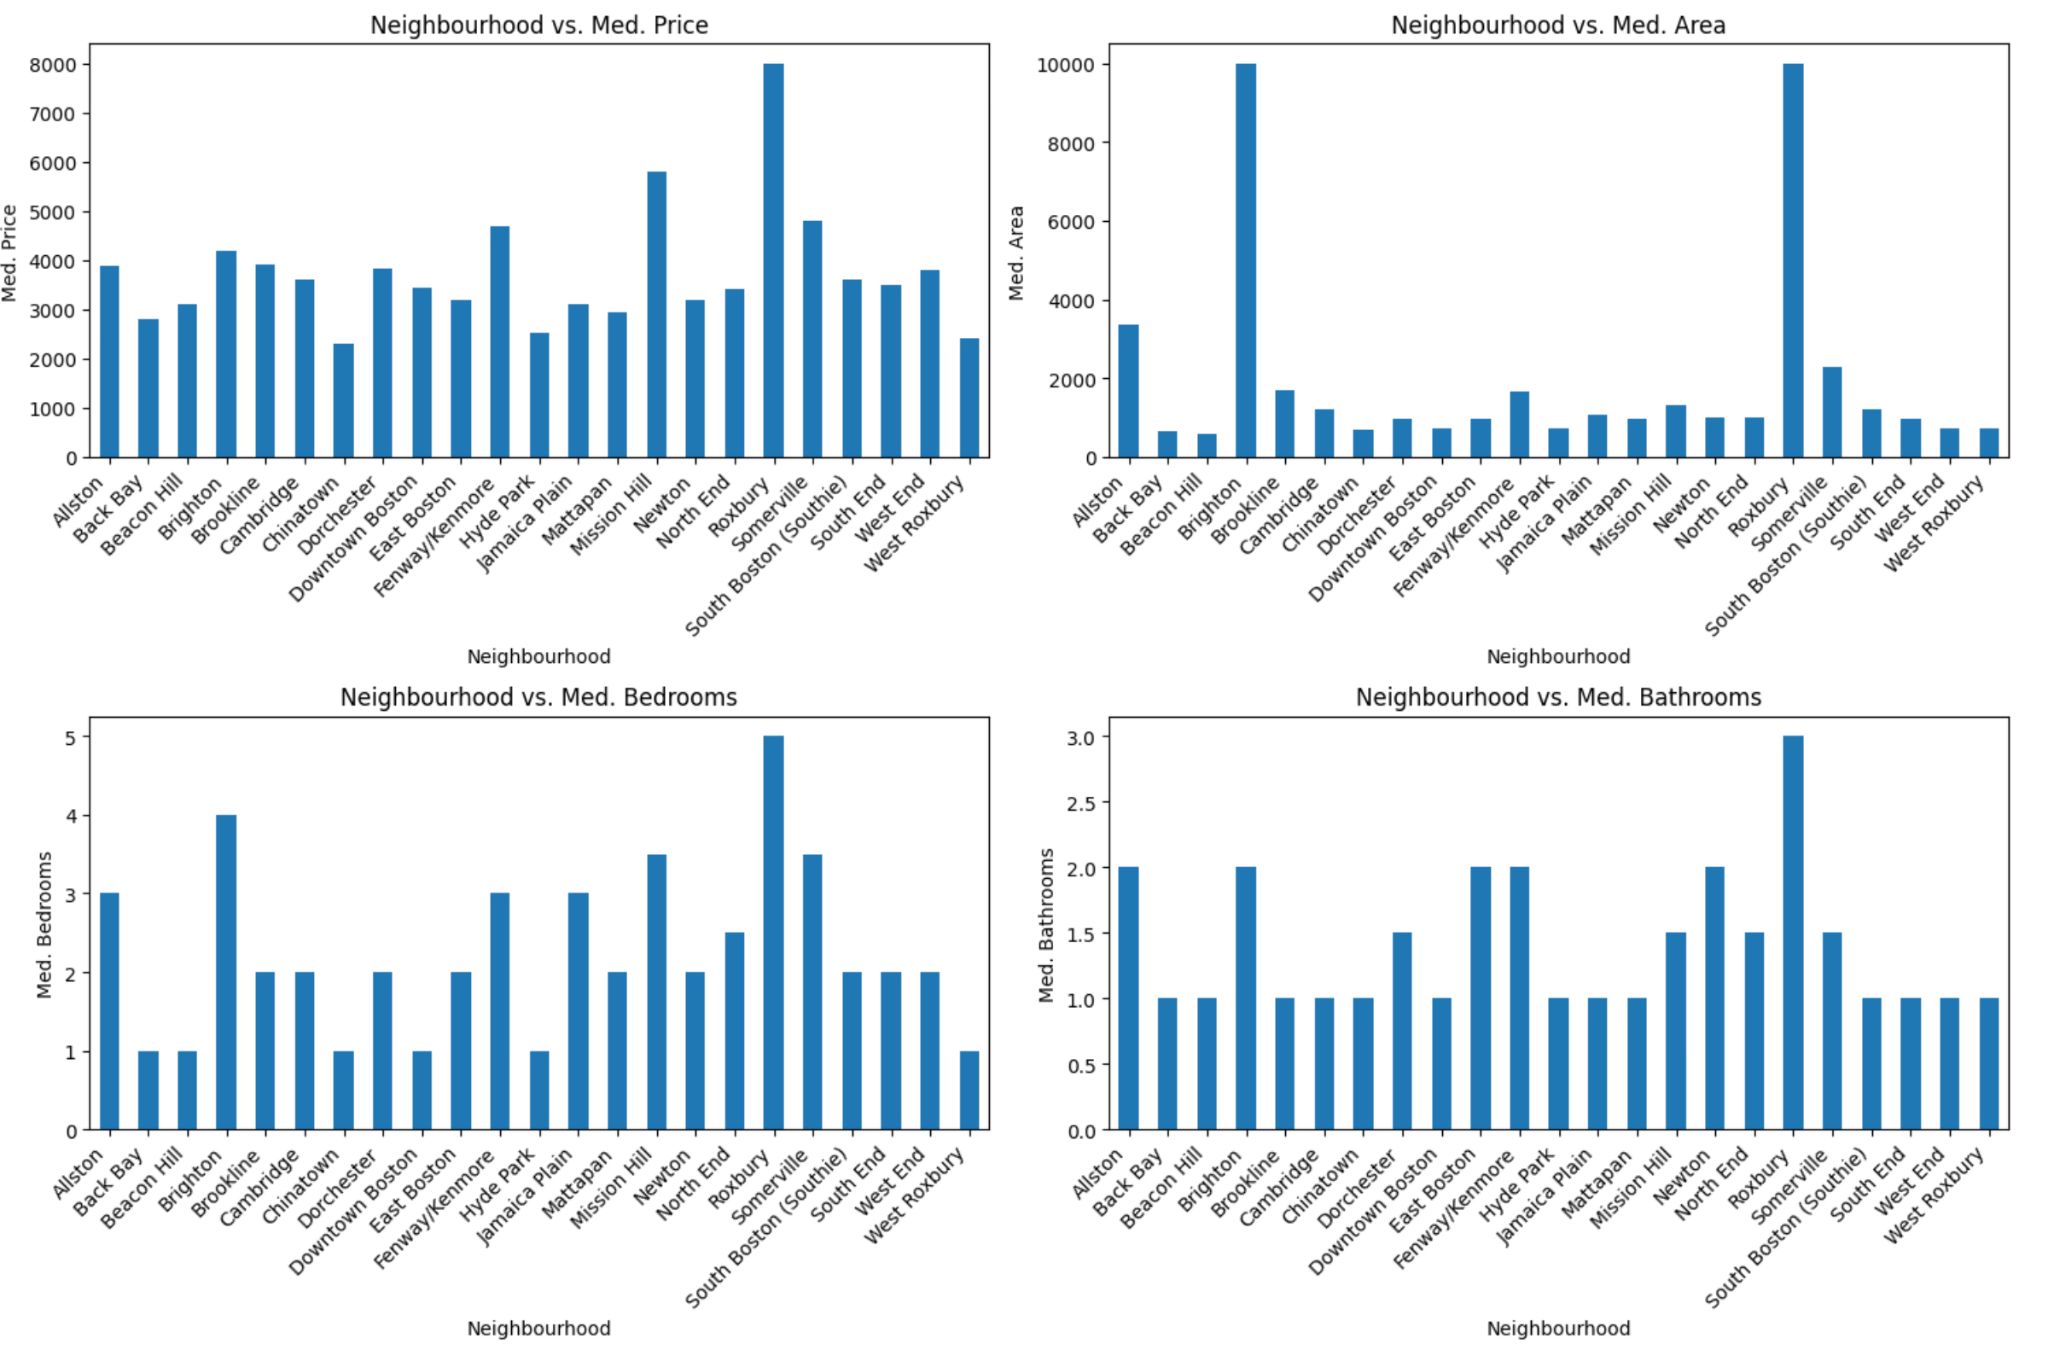 Neighbourhood vs. Med. Price
8000
7000
6000
5000
4000
3000
2000
1000
0
Med. Price
Allston
Back Bay
Beacon Hill
Brighton
Brookline
Cambridge
Chinatown
Dorchester
Downtown Boston
East Boston
Fenway/Kenmore
Hyde Park
Jamaica Plain
Mattapan
Mission Hill
Newton
North End
Roxbury
Somerville
South Boston (Southie)
South End
West End
West Roxbury
Neighbourhood
Neighbourhood vs. Med. Area
10000
8000
6000
4000
2000
0
Med. Area
Allston
Back Bay
Beacon Hill
Brighton
Brookline
Cambridge
Chinatown
Dorchester
Downtown Boston
East Boston
Fenway/Kenmore
Hyde Park
Jamaica Plain
Mattapan
Mission Hill
Newton
North End
Roxbury
Somerville
South Boston (Southie)
South End
West End
West Roxbury
Neighbourhood
Neighbourhood vs. Med. Bedrooms
5
4
3
2
1
0
Med. Bedrooms
Allston
Back Bay
Beacon Hill
Brighton
Brookline
Cambridge
Chinatown
Dorchester
Downtown Boston
East Boston
Fenway/Kenmore
Hyde Park
Jamaica Plain
Mattapan
Mission Hill
Newton
North End
Roxbury
Somerville
South Boston (Southie)
South End
West End
West Roxbury
Neighbourhood
Neighbourhood vs. Med. Bathrooms
3.0
2.5
2.0
1.5
1.0
0.5
0.0
Med. Bathrooms
Allston
Back Bay
Beacon Hill
Brighton
Brookline
Cambridge
Chinatown
Dorchester
Downtown Boston
East Boston
Fenway/Kenmore
Hyde Park
Jamaica Plain
Mattapan
Mission Hill
Newton
North End
Roxbury
Somerville
South Boston (Southie)
South End
West End
West Roxbury
Neighbourhood